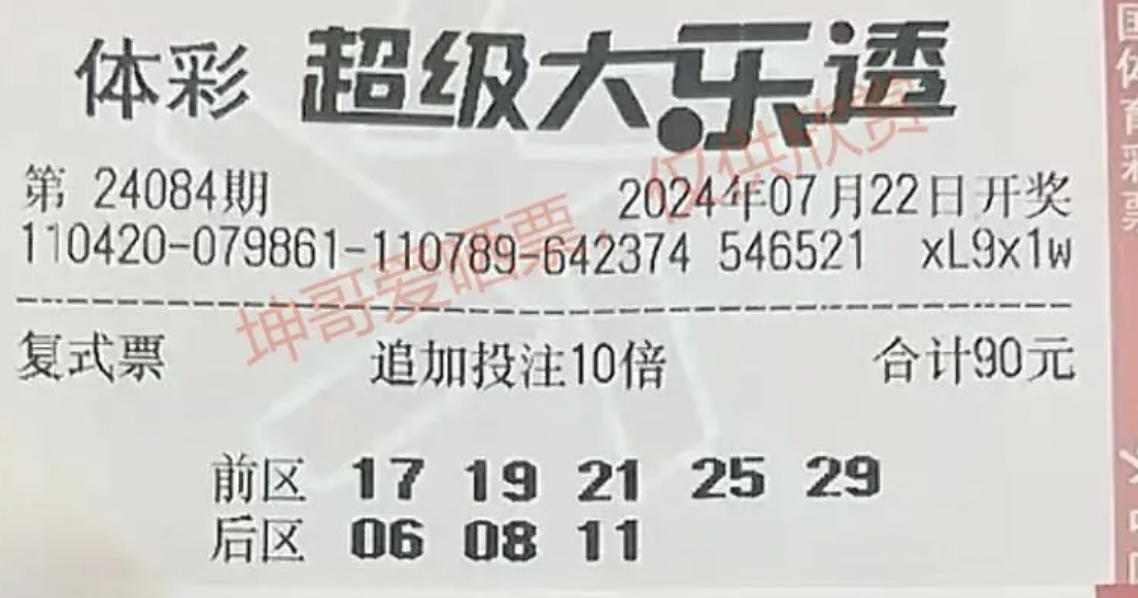 体彩 超级大乐透
第 24084期 2024年07月22日开奖
110420-079861-110789-642374 546521 xL9x1w
复式票 追加投注10倍 合计90元
前区 17 19 21 25 29
后区 06 08 11
坤哥爱晒票,仅供欣赏
国体育彩票